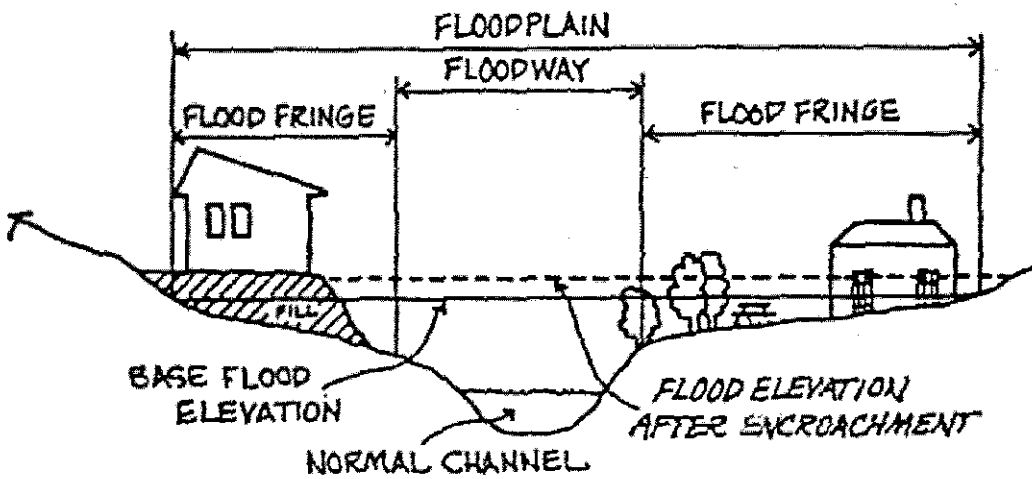 FLOODPLAIN
FLOODWAY
FLOOD FRINGE
FLOOD FRINGE
FILL
BASE FLOOD
ELEVATION
FLOOD ELEVATION
AFTER ENCROACHMENT
NORMAL CHANNEL